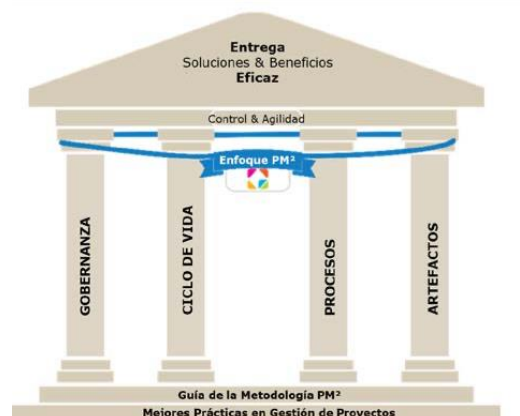 Entrega
Soluciones & Beneficios
Eficaz
Control & Agilidad
Enfoque PM²
GOBERNANZA
CICLO DE VIDA
PROCESOS
ARTEFACTOS
Guía de la Metodología PM²
Mejores Prácticas en Gestión de Proyectos